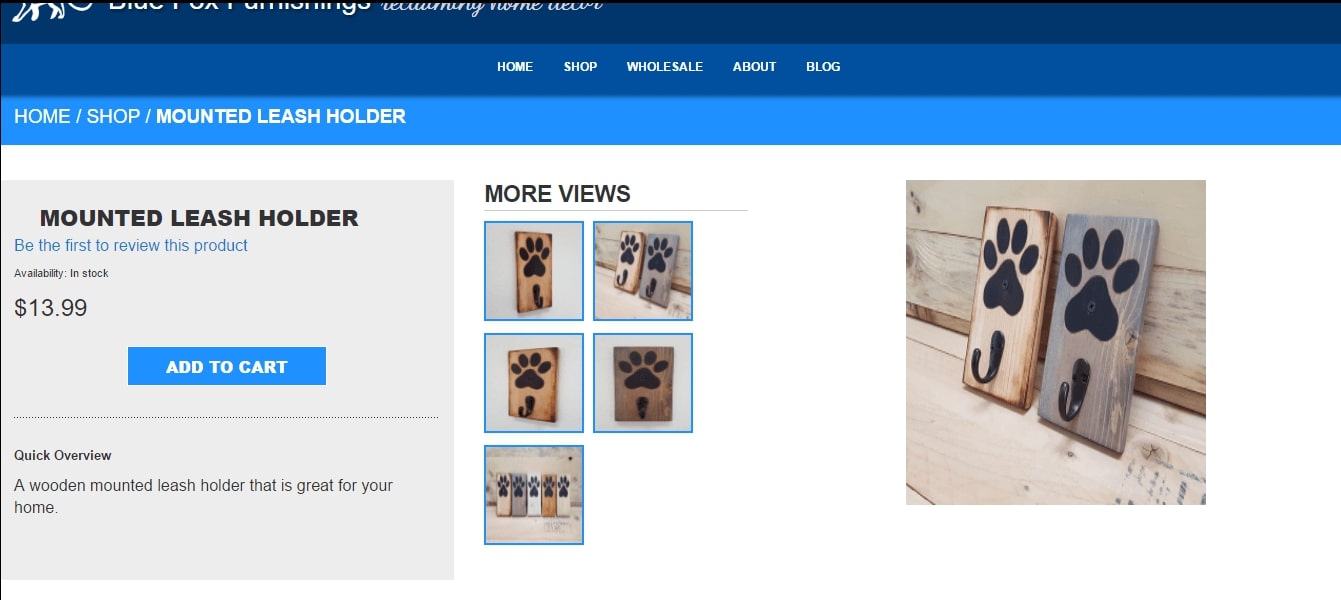 Blue Fox Furnishings reclaiming home decor
HOME SHOP WHOLESALE ABOUT BLOG
HOME / SHOP / MOUNTED LEASH HOLDER
MOUNTED LEASH HOLDER
Be the first to review this product
Availability: In stock
$13.99
ADD TO CART
Quick Overview
A wooden mounted leash holder that is great for your
home.
MORE VIEWS